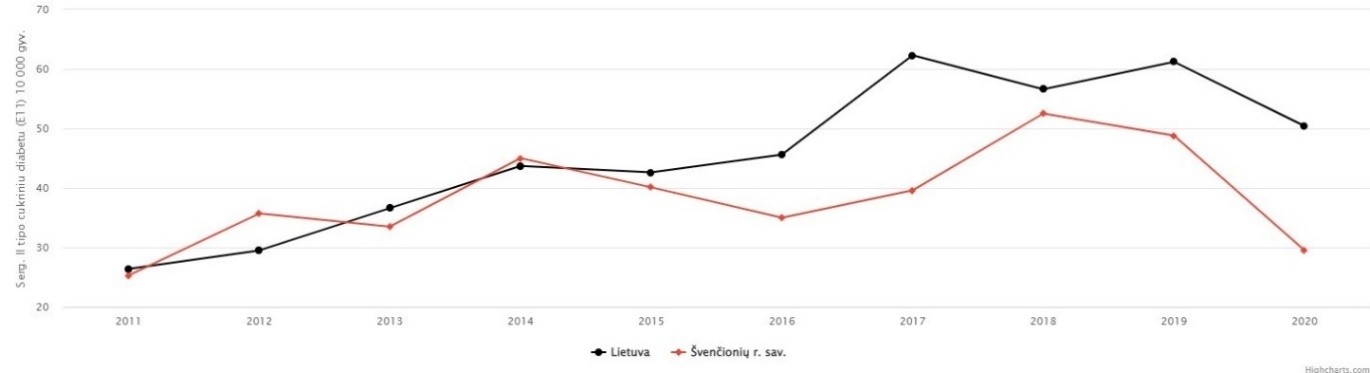 70
60
50
40
30
20
Serg. II tipo cukriniu diabetu (E11) 10 000 gyv.
2011 2012 2013 2014 2015 2016 2017 2018 2019 2020
Lietuva Švenčionių r. sav.
Highcharts.com